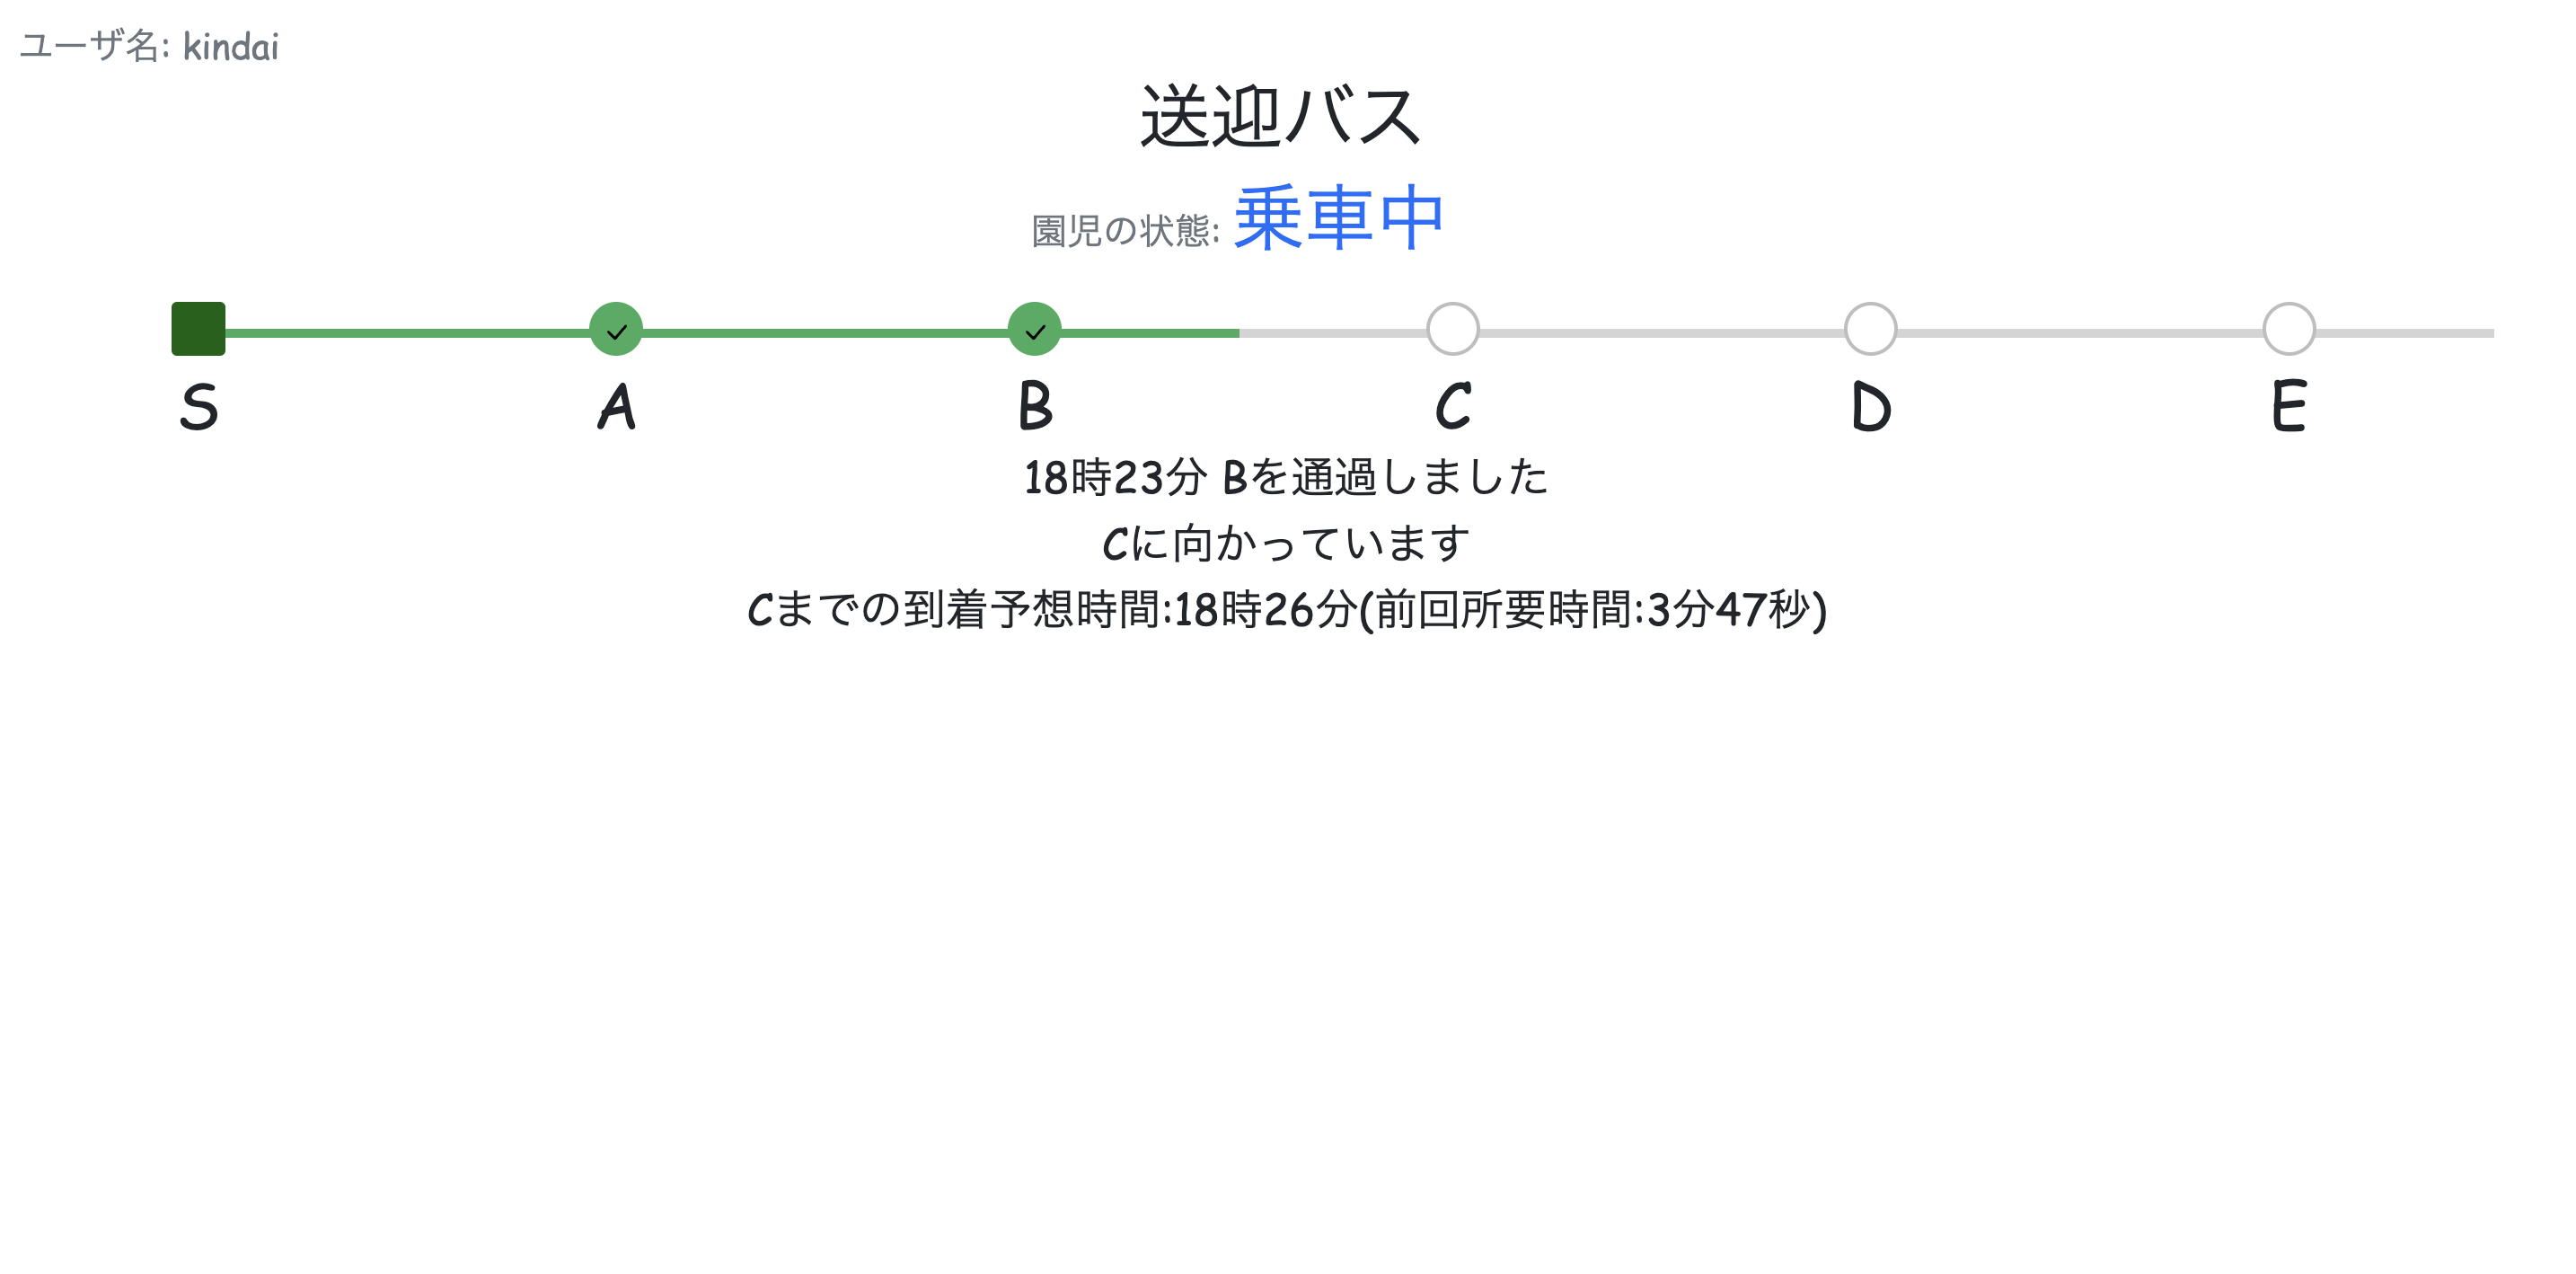 ユーザ名: kindai
送迎バス
園児の状態: 乗車中
S A B C D E
18時23分 Bを通過しました
Cに向かっています
Cまでの到着予想時間:18時26分(前回所要時間:3分47秒)